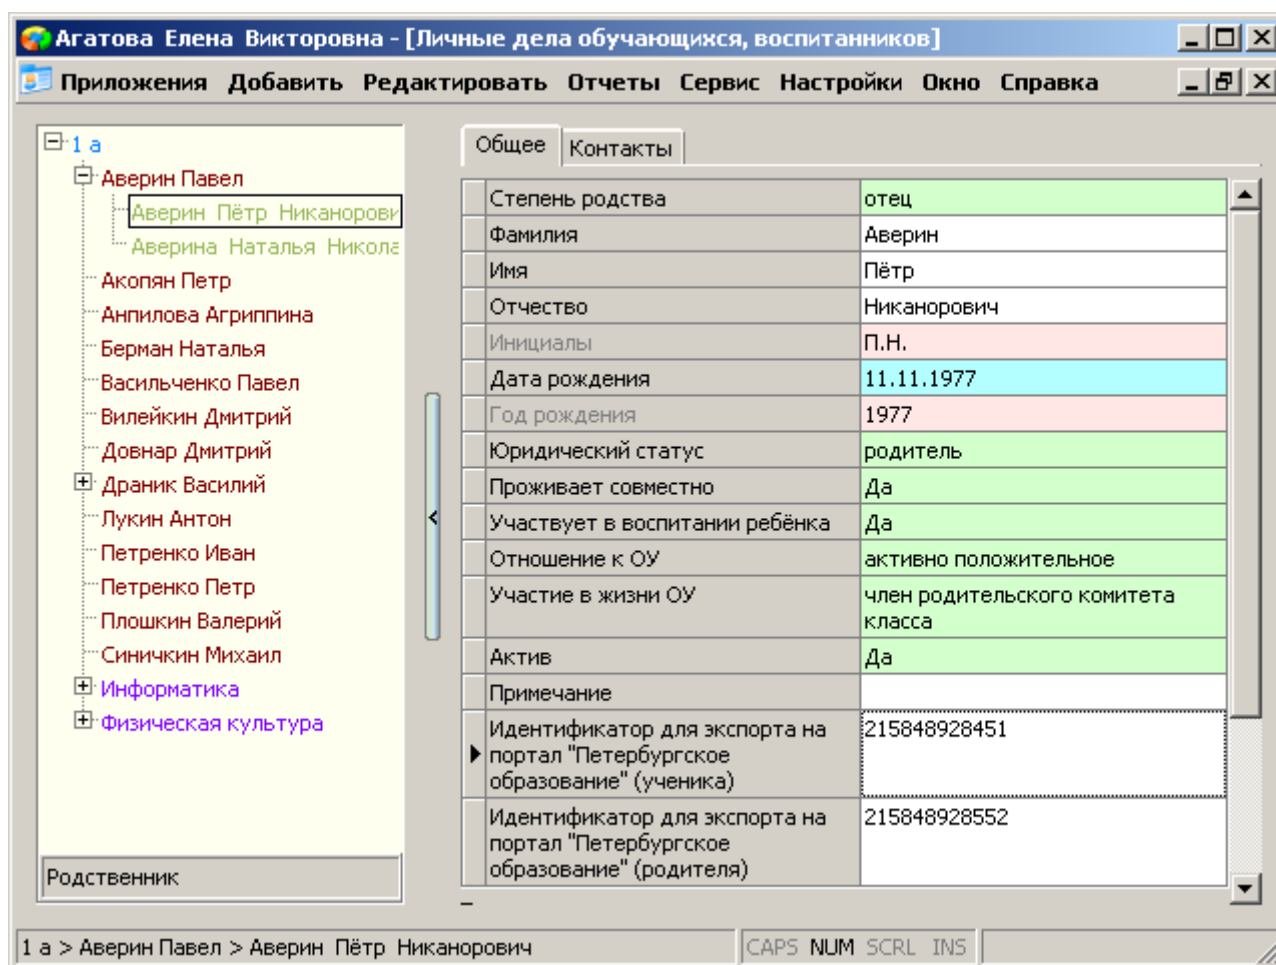 Агатова Елена Викторовна - [Личные дела обучающихся, воспитанников]
Приложения Добавить Редактировать Отчеты Сервис Настройки Окно Справка
1 а
Аверин Павел
Аверин Пётр Никанорови
Аверина Наталья Никола
Акопян Петр
Анпилова Агриппина
Берман Наталья
Васильченко Павел
Вилейкин Дмитрий
Довнар Дмитрий
Драник Василий
Лукин Антон
Петренко Иван
Петренко Петр
Плошкин Валерий
Синичкин Михаил
Информатика
Физическая культура
Родственник
Общее Контакты
Степень родства отец
Фамилия Аверин
Имя Пётр
Отчество Никанорович
Инициалы П.Н.
Дата рождения 11.11.1977
Год рождения 1977
Юридический статус родитель
Проживает совместно Да
Участвует в воспитании ребёнка Да
Отношение к ОУ активно положительное
Участие в жизни ОУ член родительского комитета
класса
Актив Да
Примечание
Идентификатор для экспорта на 215848928451
портал "Петербургское
образование" (ученика)
Идентификатор для экспорта на 215848928552
портал "Петербургское
образование" (родителя)
1 а > Аверин Павел > Аверин Пётр Никанорович CAPS NUM SCRL INS